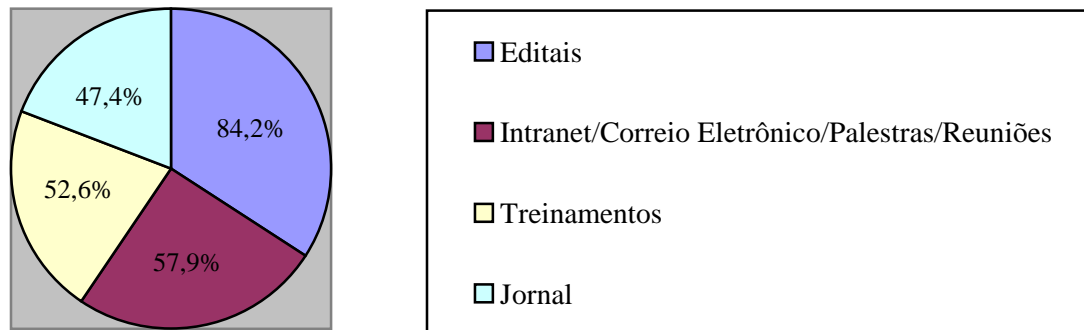 47,4%
84,2%
52,6%
57,9%
Editais
Intranet/Correio Eletrônico/Palestras/Reuniões
Treinamentos
Jornal